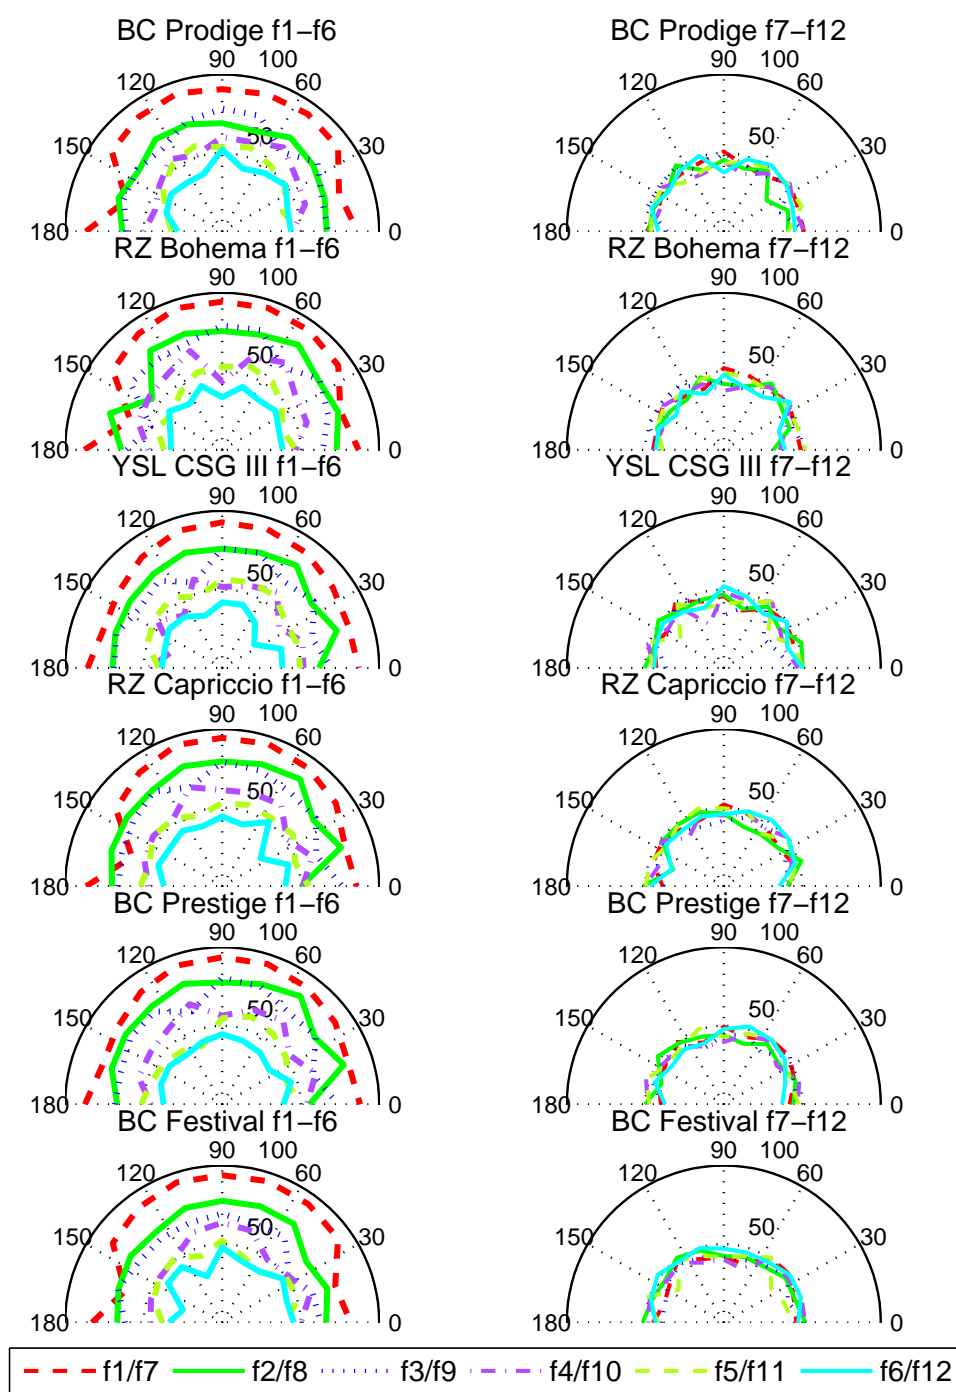 BC Prodige f1−f6 BC Prodige f7−f12
90 100 90 100
120 60 120 60
150 50 30 150 50 30
180 0 180 0
RZ Bohema f1−f6 RZ Bohema f7−f12
90 100 90 100
120 60 120 60
150 50 30 150 50 30
180 0 180 0
YSL CSG III f1−f6 YSL CSG III f7−f12
90 100 90 100
120 60 120 60
150 50 30 150 50 30
180 0 180 0
RZ Capriccio f1−f6 RZ Capriccio f7−f12
90 100 90 100
120 60 120 60
150 50 30 150 50 30
180 0 180 0
BC Prestige f1−f6 BC Prestige f7−f12
90 100 90 100
120 60 120 60
150 50 30 150 50 30
180 0 180 0
BC Festival f1−f6 BC Festival f7−f12
90 100 90 100
120 60 120 60
150 50 30 150 50 30
180 0 180 0
f1/f7 f2/f8 f3/f9 f4/f10 f5/f11 f6/f12